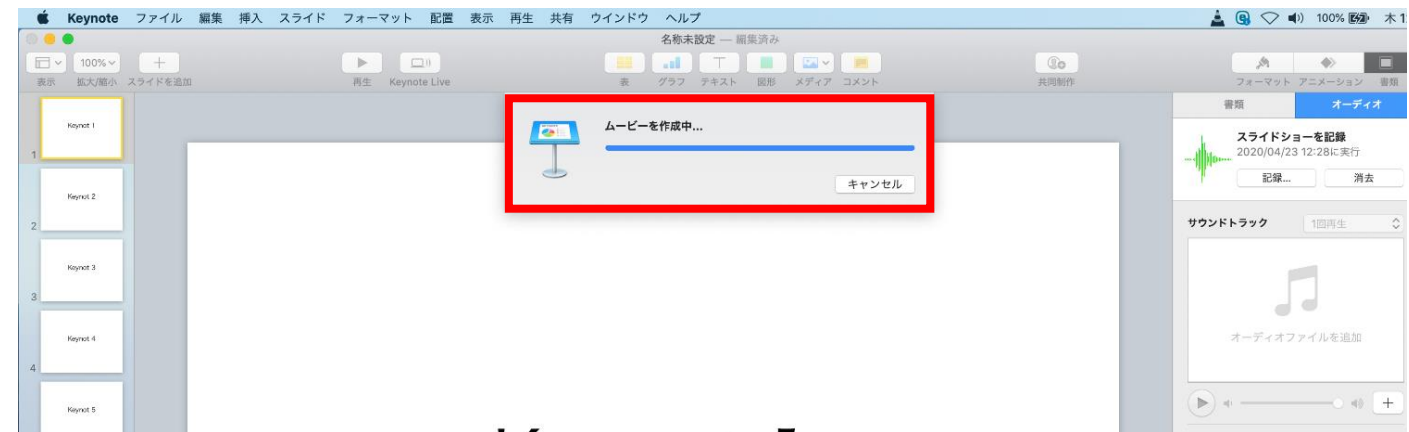 Keynote ファイル 編集 挿入 スライド フォーマット 配置 表示 再生 共有 ウインドウ ヘルプ 100% 木
名称未設定 — 編集済み
100%
表示 拡大/縮小 スライドを追加 再生 Keynote Live 表 グラフ テキスト 図形 メディア コメント 共同制作 フォーマット アニメーション 書類
Keynot 1
1
Keynot 2
2
Keynot 3
3
Keynot 4
4
Keynot 5
ムービーを作成中...
キャンセル
書類 オーディオ
スライドショーを記録
2020/04/23 12:28に実行
記録... 消去
サウンドトラック 1回再生
オーディオファイルを追加